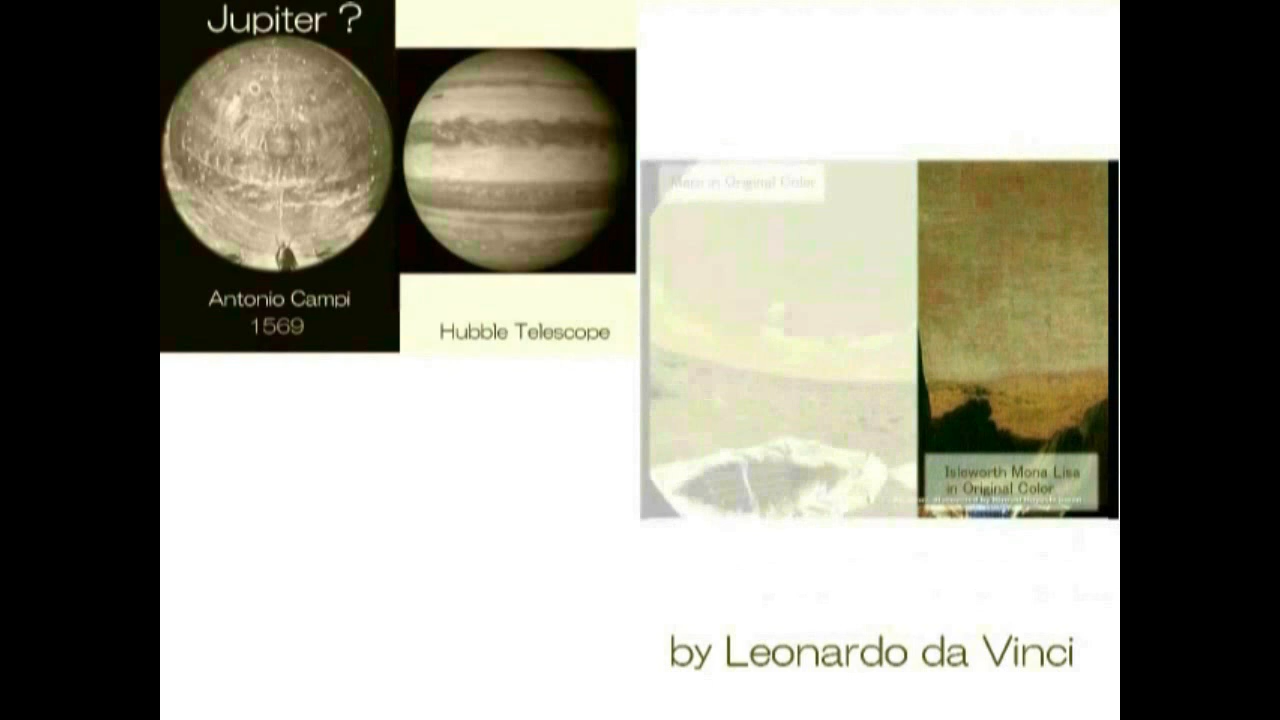 Jupiter ?
Antonio Campi
1569
Hubble Telescope
Mars in Original Color
Isleworth Mona Lisa
in Original Color
by Leonardo da Vinci